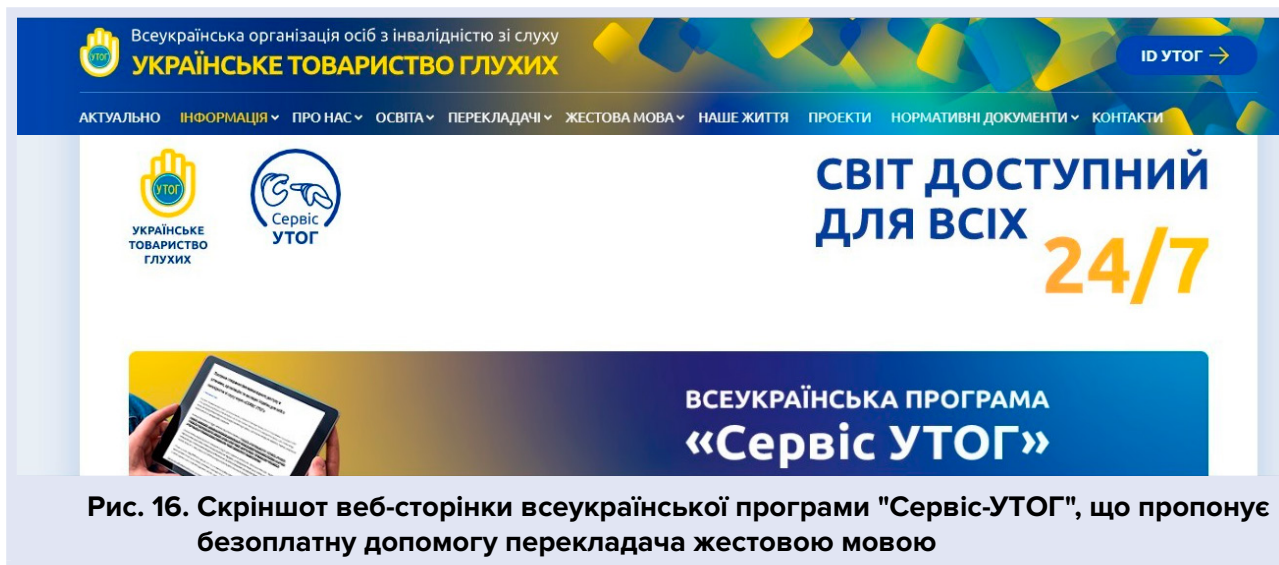 Всеукраїнська організація осіб з інвалідністю зі слуху
УТОГ
УКРАЇНСЬКЕ ТОВАРИСТВО ГЛУХИХ
ID УТОГ →
АКТУАЛЬНО ІНФОРМАЦІЯ ПРО НАС ОСВІТА ПЕРЕКЛАДАЧІ ЖЕСТОВА МОВА НАШЕ ЖИТТЯ ПРОЕКТИ НОРМАТИВНІ ДОКУМЕНТИ КОНТАКТИ
УТОГ
УКРАЇНСЬКЕ
ТОВАРИСТВО
ГЛУХИХ
Сервіс
УТОГ
СВІТ ДОСТУПНИЙ
ДЛЯ ВСІХ
24/7
ВСЕУКРАЇНСЬКА ПРОГРАМА
«Сервіс УТОГ»
Рис. 16. Скріншот веб-сторінки всеукраїнської програми "Сервіс-УТОГ", що пропонує
безоплатну допомогу перекладача жестовою мовою